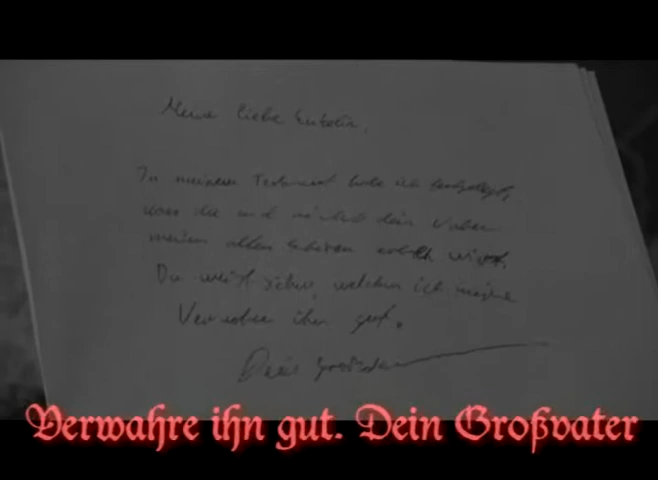 Meine liebe Enkelin,
In meinem Testament habe ich festgelegt,
dass du und nicht dein Vater
meinen alten erben wirst.
Du weißt schon, welchen ich meine
Verwahre ihn gut.
Dein Großvater
Verwahre ihn gut. Dein Großvater